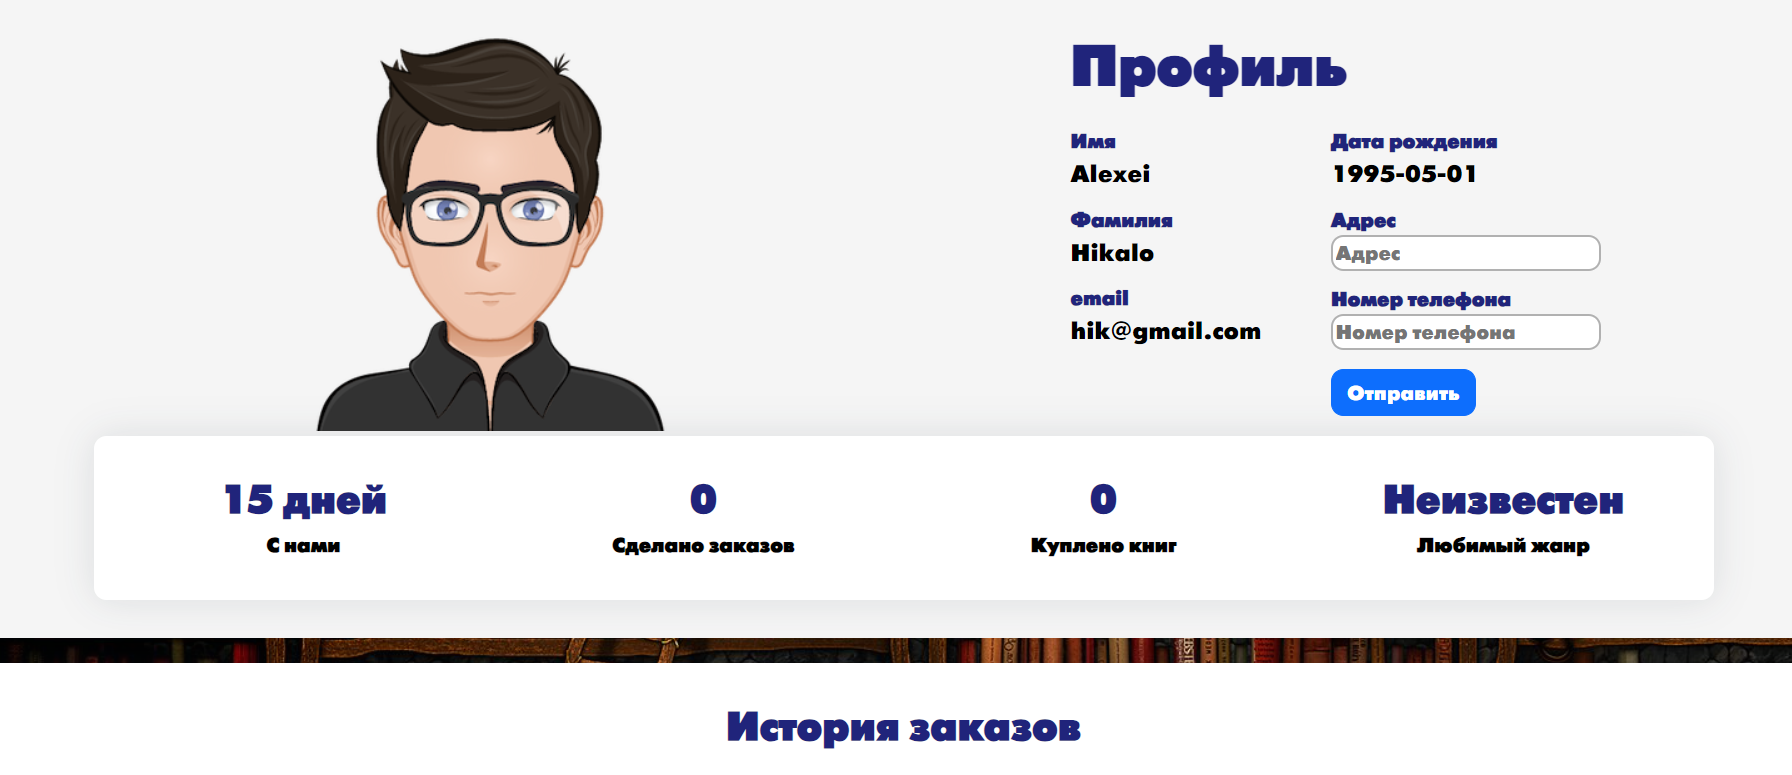 Профиль
Имя
Alexei
Фамилия
Hikalo
email
hik@gmail.com
Дата рождения
1995-05-01
Адрес
Адрес
Номер телефона
Номер телефона
Отправить
15 дней
С нами
0
Сделано заказов
0
Куплено книг
Неизвестен
Любимый жанр
История заказов